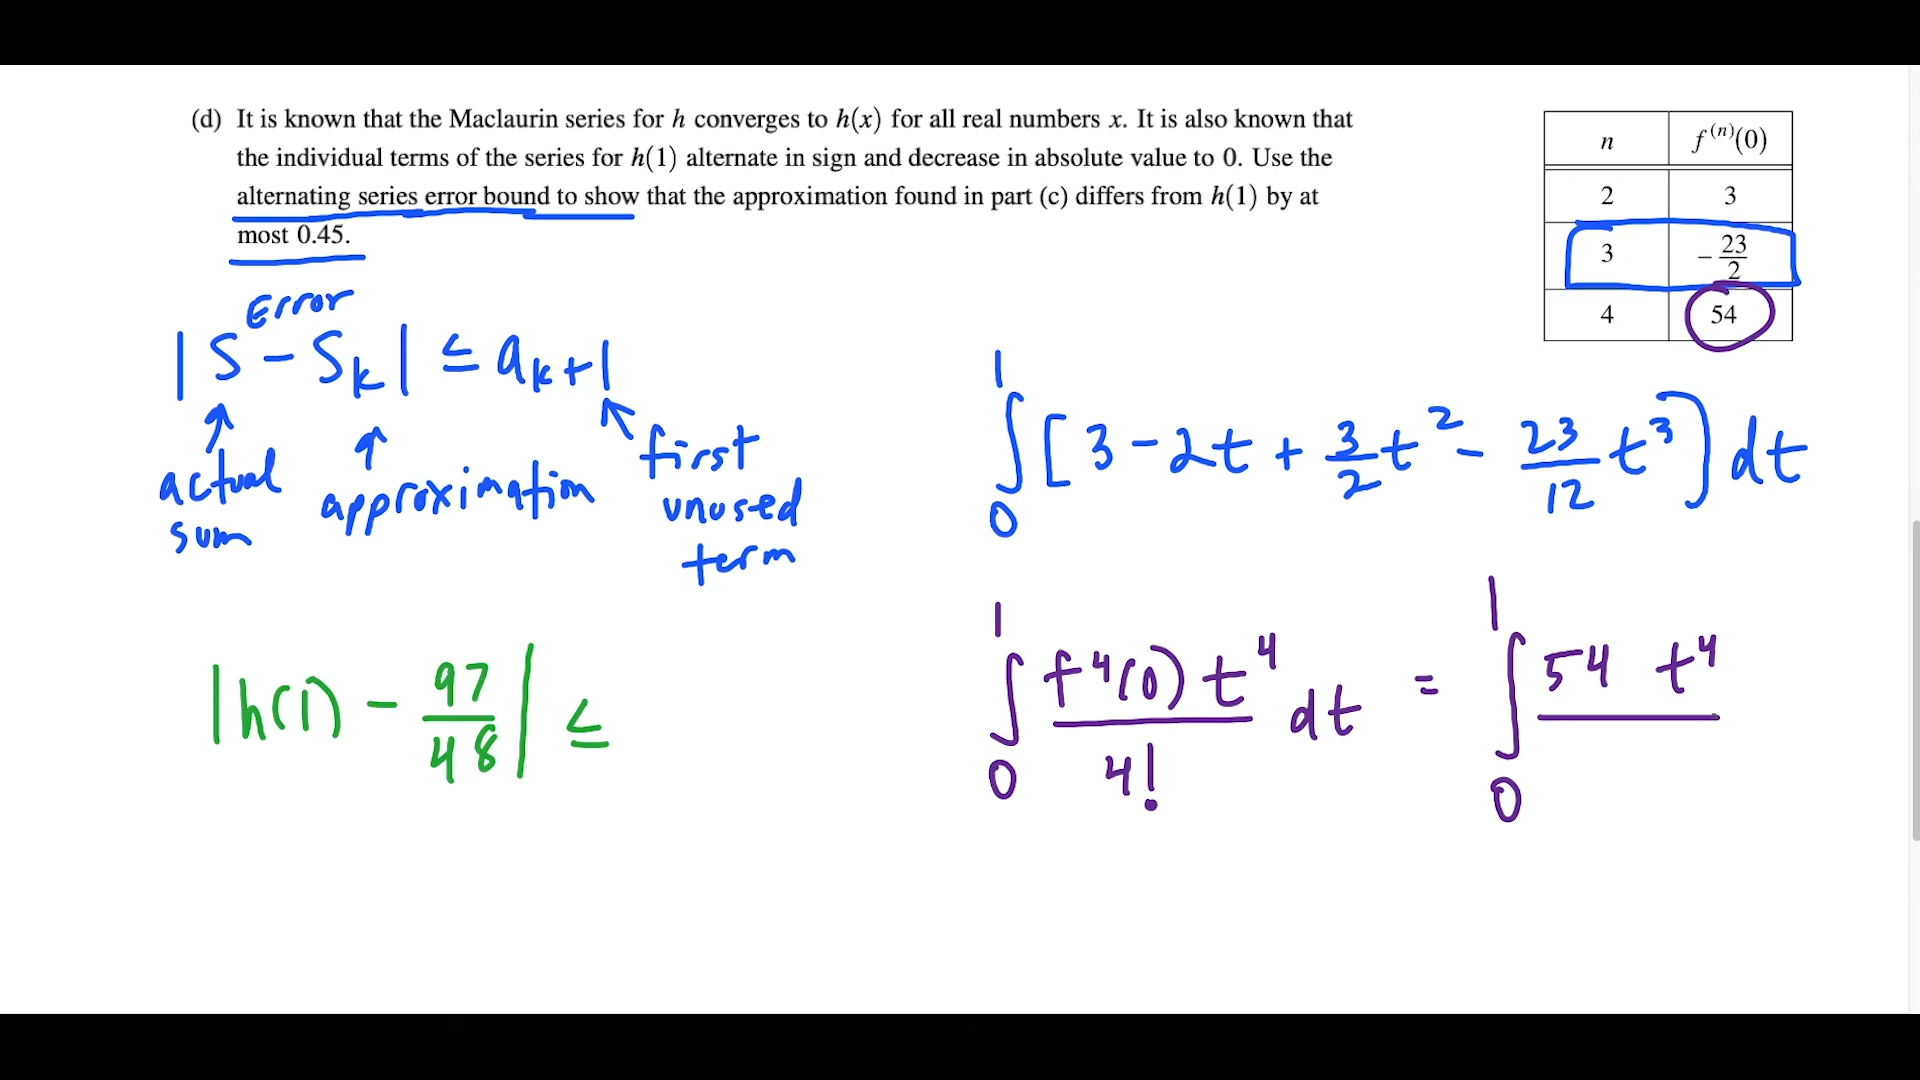 (d) It is known that the Maclaurin series for h converges to h(x) for all real numbers x. It is also known that
the individual terms of the series for h(1) alternate in sign and decrease in absolute value to 0. Use the
alternating series error bound to show that the approximation found in part (c) differs from h(1) by at
most 0.45.
n f⁽ⁿ⁾(0)
2 3
3 −23/2
4 54
Error
|S − Sₖ| ≤ aₖ₊₁
actual sum
approximation
first unused term
∫₀¹ [3 − 2t + 3/2 t² − 23/12 t³] dt
|h(1) − 97/48| ≤
∫₀¹ f⁴(0) t⁴ / 4! dt = ∫₀¹ 54 t⁴